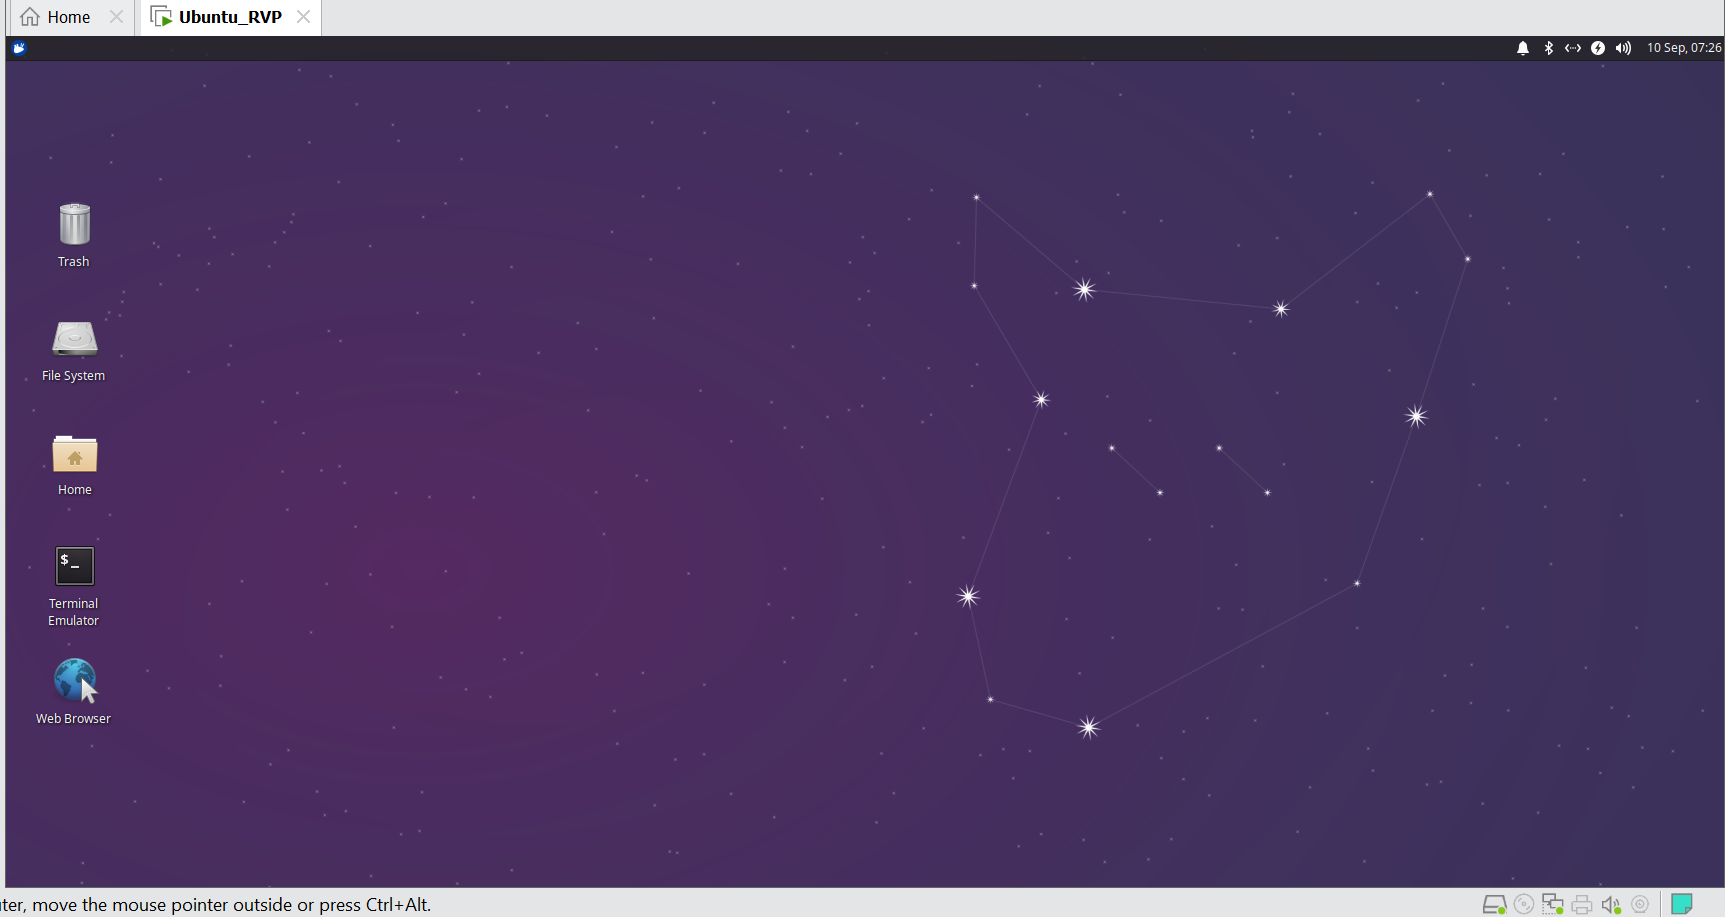 Home
Ubuntu_RVP
10 Sep, 07:26
Trash
File System
Home
$_
Terminal
Emulator
Web Browser
move the mouse pointer outside or press Ctrl+Alt.